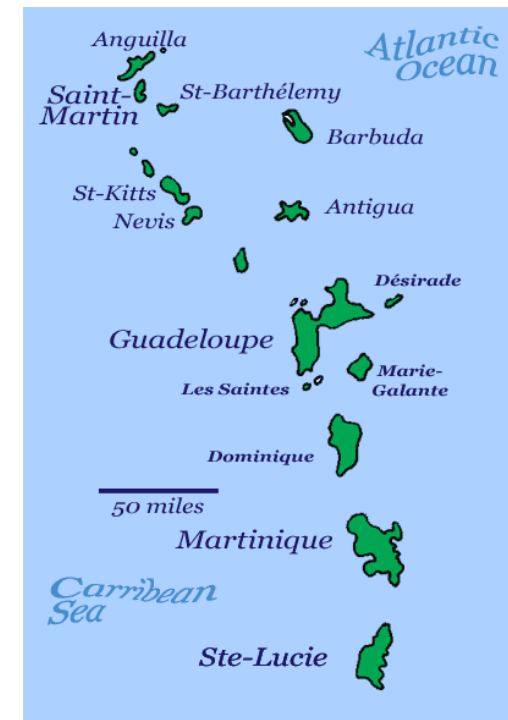 Anguilla
Atlantic
Ocean
Saint-
Martin
St-Barthélemy
Barbuda
St-Kitts
Nevis
Antigua
Désirade
Guadeloupe
Marie-
Galante
Les Saintes
Dominique
50 miles
Martinique
Carribean
Sea
Ste-Lucie